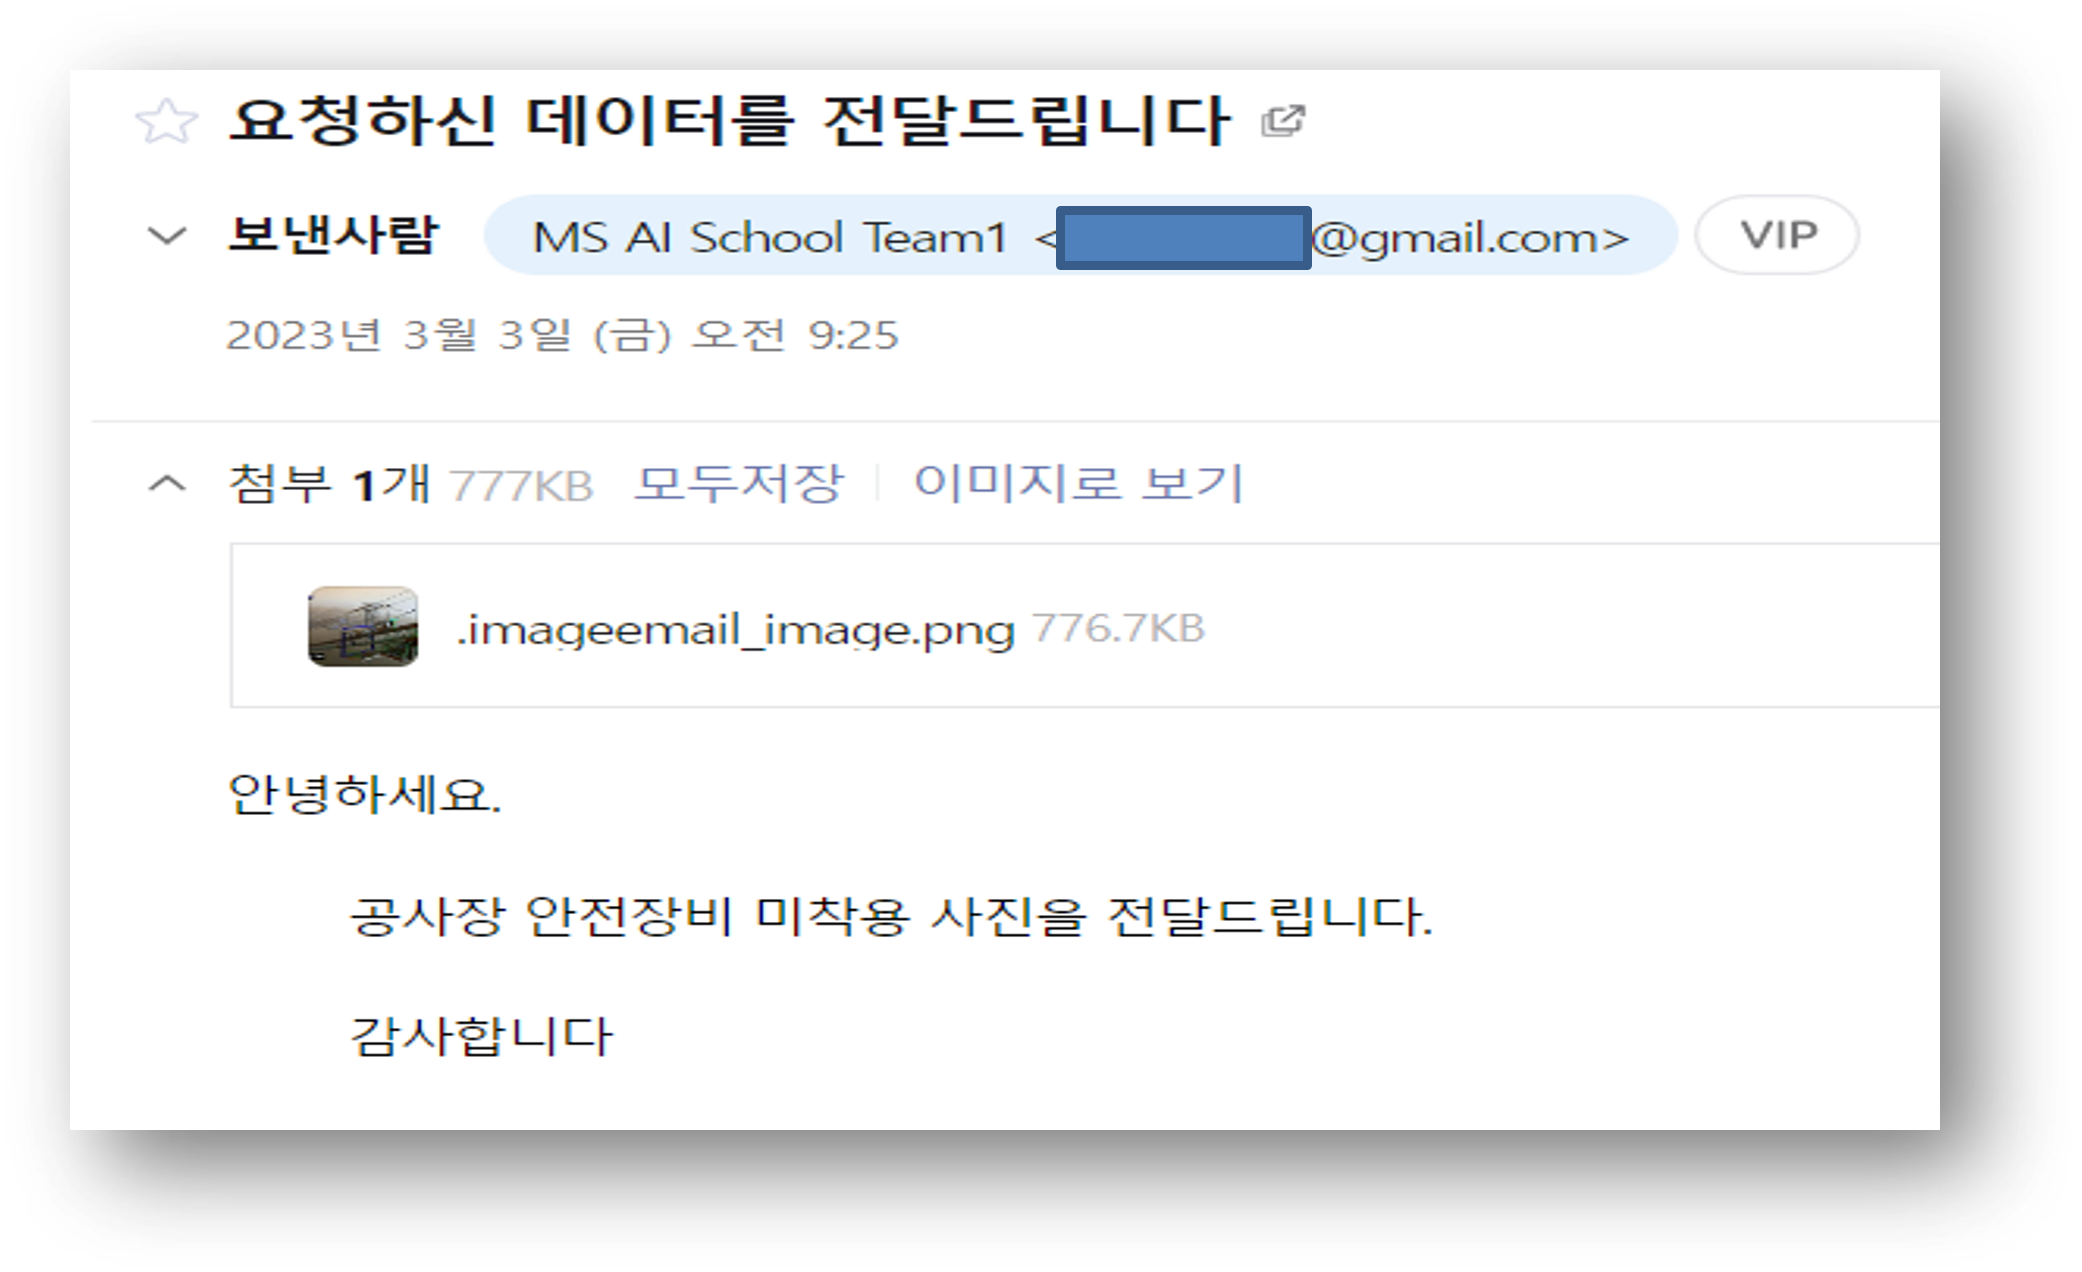 요청하신 데이터를 전달드립니다
보낸사람 MS AI School Team1 < @gmail.com> VIP
2023년 3월 3일 (금) 오전 9:25
첨부 1개 777KB 모두저장 이미지로 보기
.imageemail_image.png 776.7KB
안녕하세요.
공사장 안전장비 미착용 사진을 전달드립니다.
감사합니다